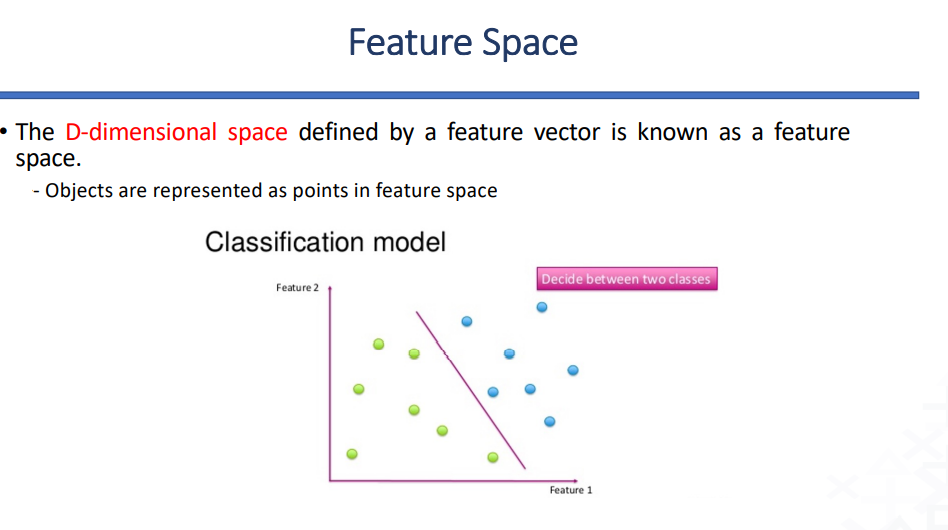 Feature Space
• The D-dimensional space defined by a feature vector is known as a feature
space.
- Objects are represented as points in feature space
Classification model
Decide between two classes
Feature 2
Feature 1